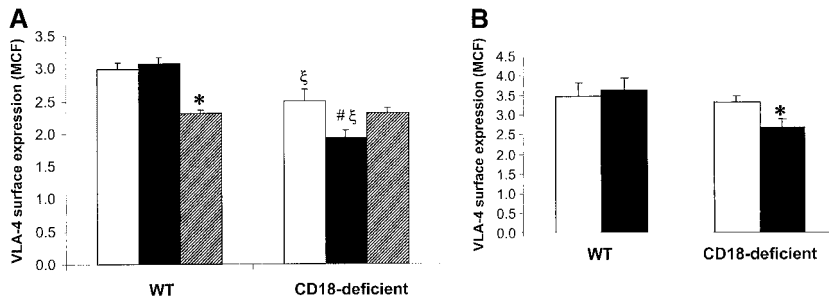 A
VLA-4 surface expression (MCF)
3.5
3.0
2.5
2.0
1.5
1.0
0.5
0.0
*
ξ
# ξ
WT
CD18-deficient
B
VLA-4 surface expression (MCF)
4.5
4.0
3.5
3.0
2.5
2.0
1.5
1.0
0.5
0.0
*
WT
CD18-deficient